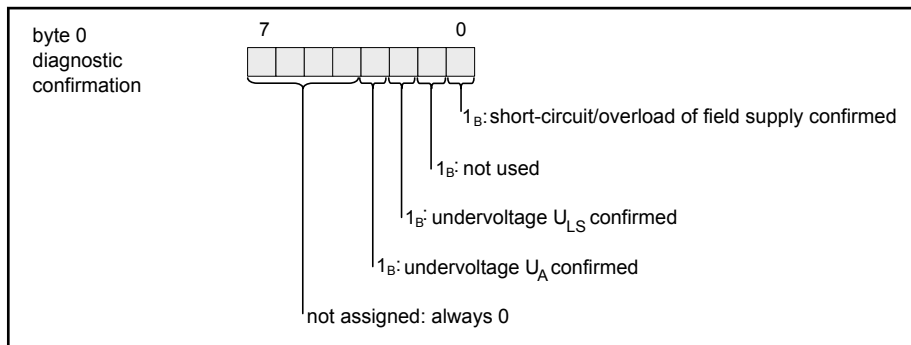 byte 0
diagnostic
confirmation
7 0
1B: short-circuit/overload of field supply confirmed
1B: not used
1B: undervoltage ULS confirmed
1B: undervoltage UA confirmed
not assigned: always 0